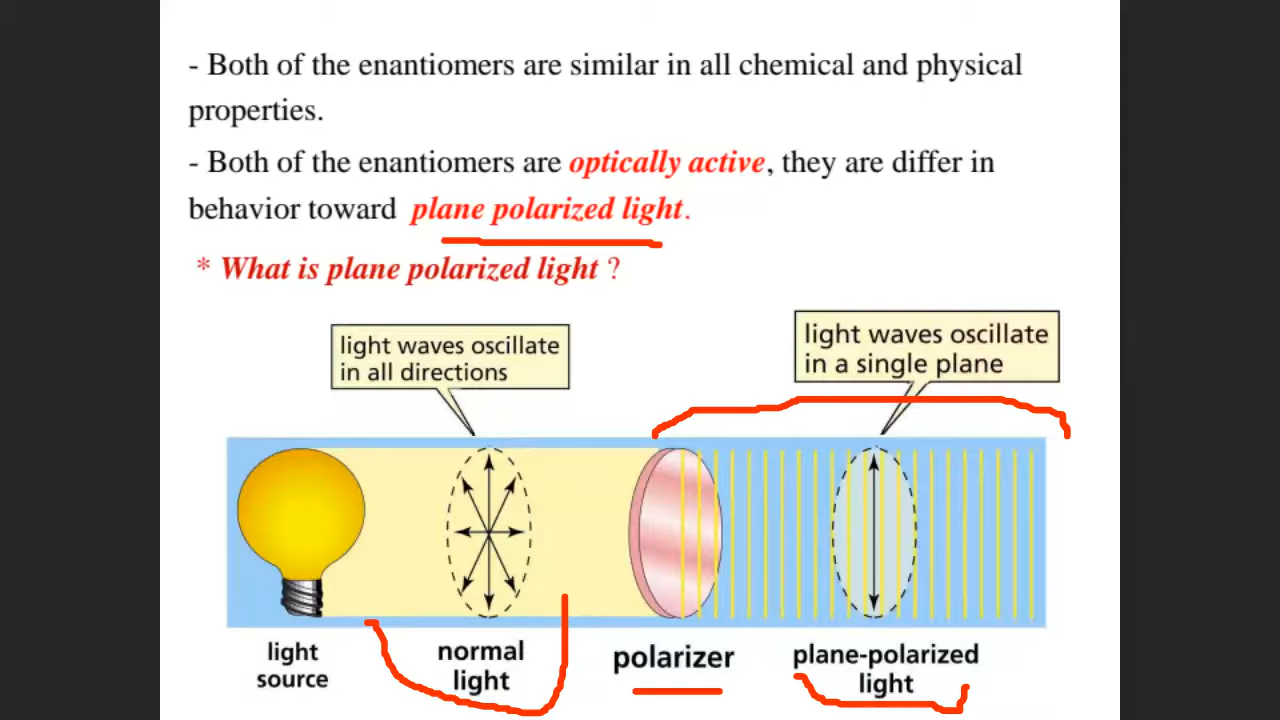 - Both of the enantiomers are similar in all chemical and physical
properties.
- Both of the enantiomers are optically active, they are differ in
behavior toward plane polarized light.
* What is plane polarized light ?
light waves oscillate
in all directions
light waves oscillate
in a single plane
light
source
normal
light
polarizer
plane-polarized
light